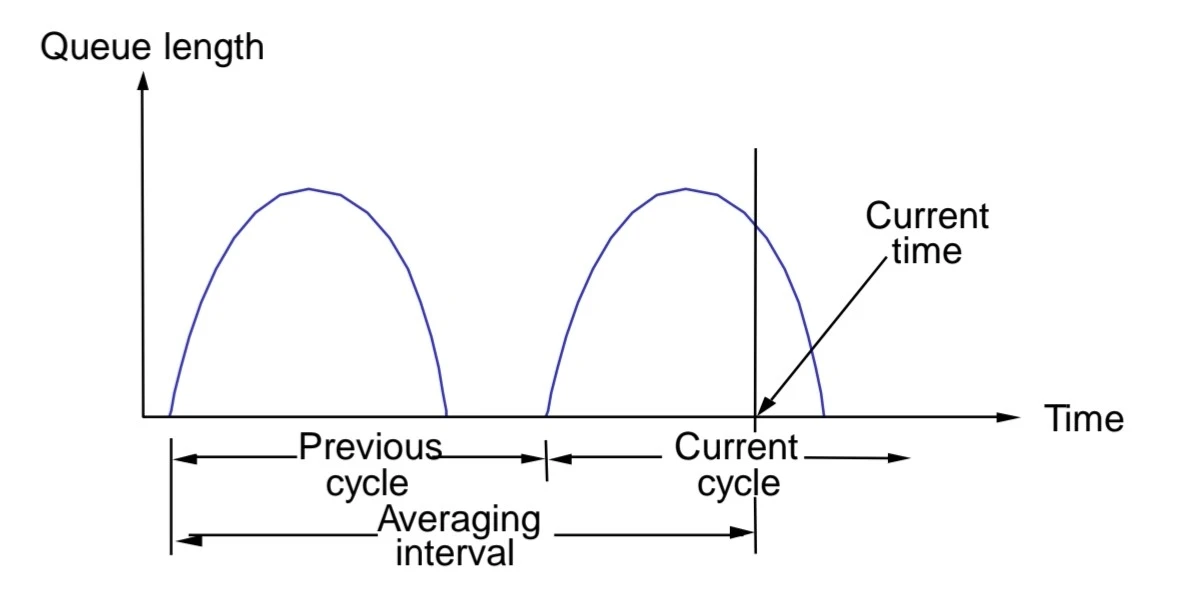 Queue length
Current
time
Time
Previous
cycle
Current
cycle
Averaging
interval